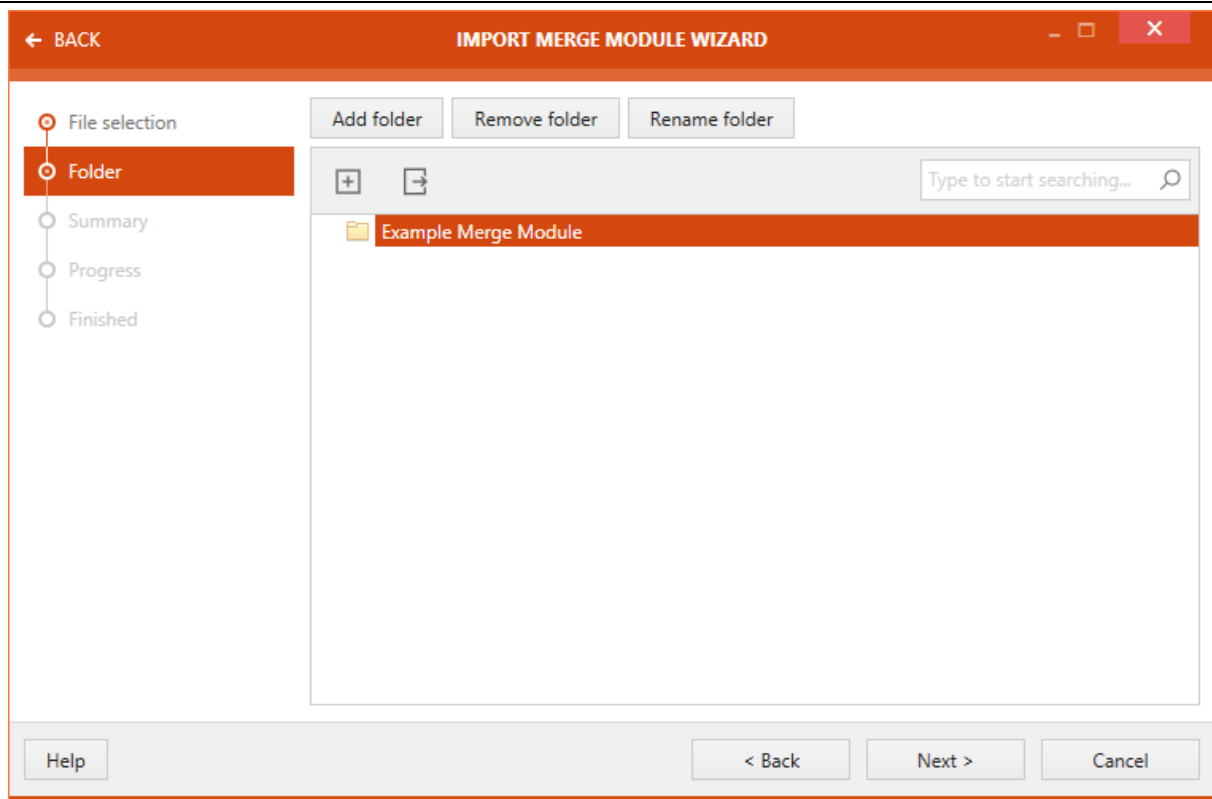 BACK
IMPORT MERGE MODULE WIZARD
File selection
Folder
Summary
Progress
Finished
Add folder
Remove folder
Rename folder
Type to start searching...
Example Merge Module
Help
< Back
Next >
Cancel